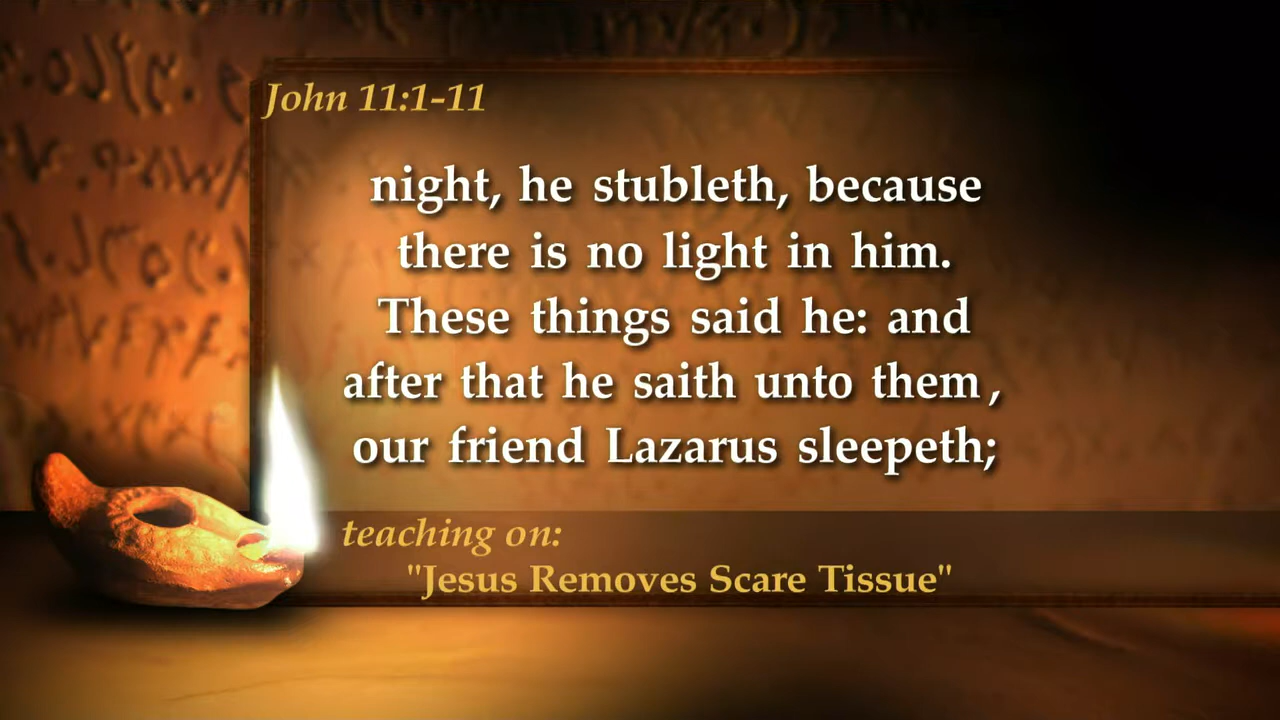 John 11:1-11
night, he stubleth, because
there is no light in him.
These things said he: and
after that he saith unto them,
our friend Lazarus sleepeth;
teaching on:
"Jesus Removes Scare Tissue"